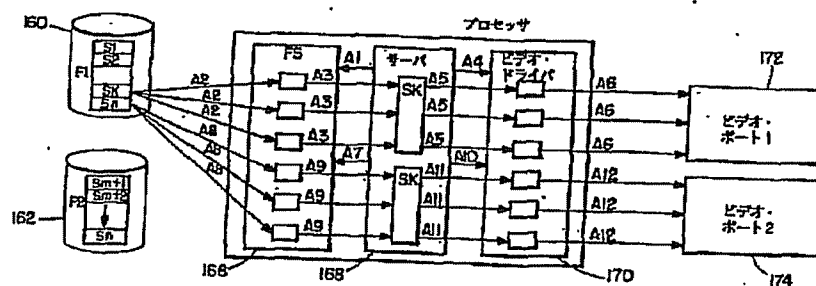 160
F1
S1
S2
SK
Sn
162
F2
Sm+1
Sm+2
Sn
A2
A2
A2
A8
A8
A8
プロセッサ
FS
A1
サーバ
A4
ビデオ・
ドライバ
A3
A3
A3
A7
A9
A9
A9
SK
SK
A5
A5
A5
A10
A11
A11
A11
A6
A6
A6
A12
A12
A12
172
ビデオ・
ポート1
ビデオ・
ポート2
174
166
168
170